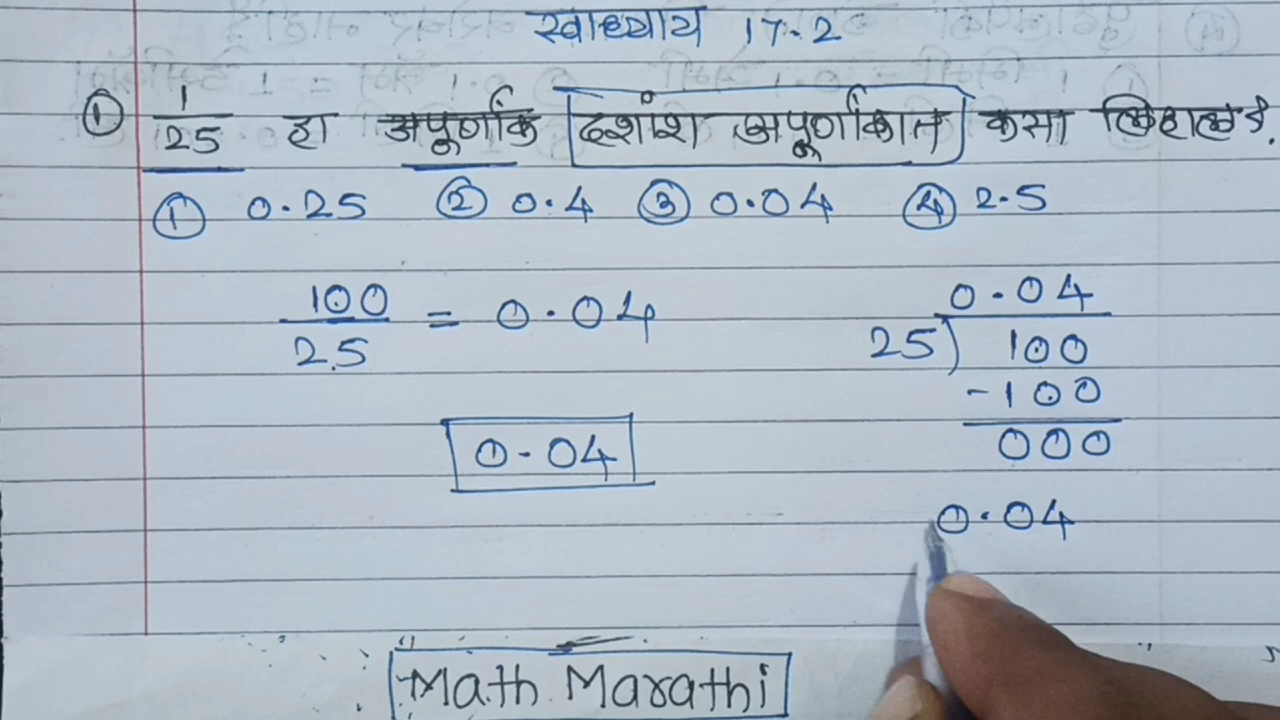 स्वाध्याय 17.2
① 1/25 हा अपूर्णांक दशांश अपूर्णांकात कसा लिहाल?
① 0.25 ② 0.4 ③ 0.04 ④ 2.5
100/25 = 0.04
0.04
25) 100
- 100
000
0.04
0.04
Math Marathi